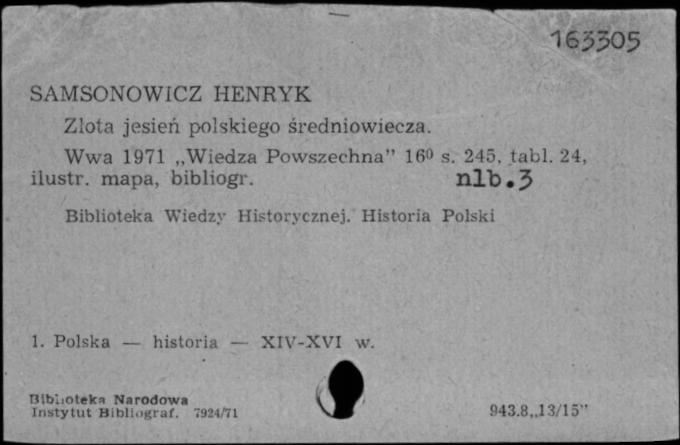 163305
SAMSONOWICZ HENRYK
Złota jesień polskiego średniowiecza.
Wwa 1971 „Wiedza Powszechna” 16⁰ s. 245, tabl. 24,
ilustr. mapa, bibliogr. nlb.3
Biblioteka Wiedzy Historycznej. Historia Polski
1. Polska — historia — XIV-XVI w.
Biblioteka Narodowa
Instytut Bibliograf. 7924/71
943.8„13/15”